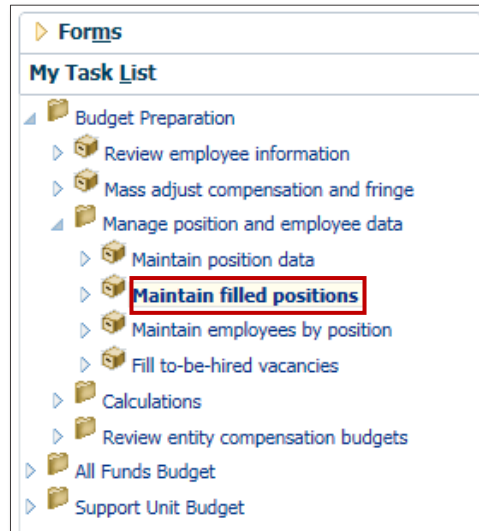 Forms
My Task List
Budget Preparation
Review employee information
Mass adjust compensation and fringe
Manage position and employee data
Maintain position data
Maintain filled positions
Maintain employees by position
Fill to-be-hired vacancies
Calculations
Review entity compensation budgets
All Funds Budget
Support Unit Budget